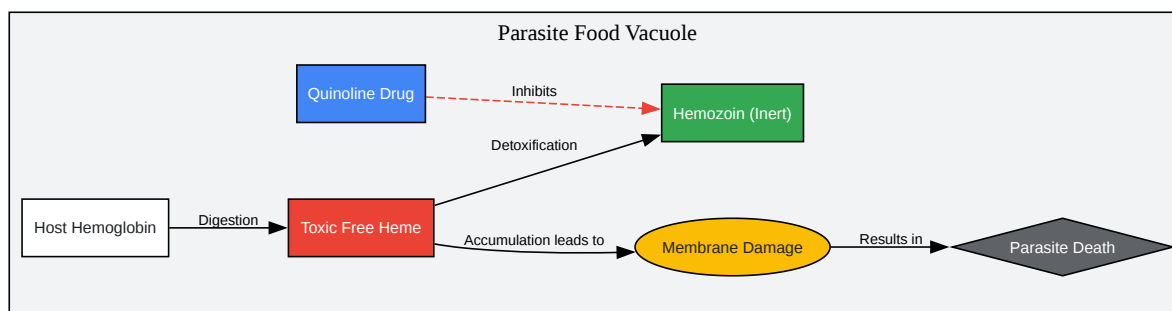 Parasite Food Vacuole
Quinoline Drug
Inhibits
Hemozoin (Inert)
Detoxification
Host Hemoglobin
Digestion
Toxic Free Heme
Accumulation leads to
Membrane Damage
Results in
Parasite Death